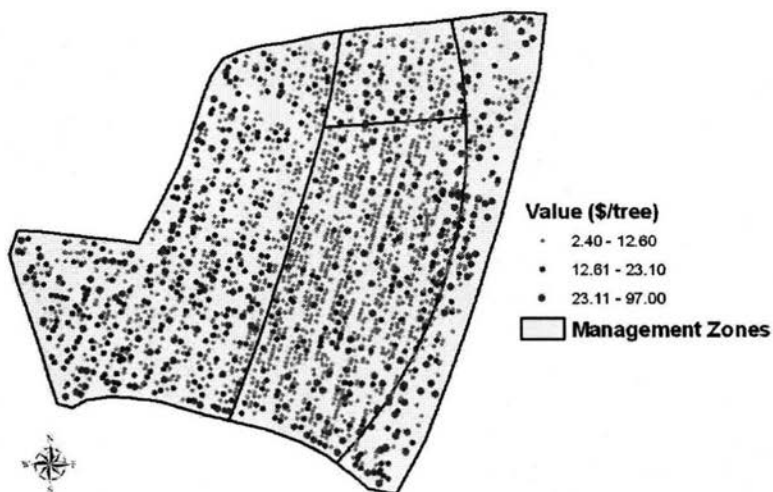 Value ($/tree)
2.40 - 12.60
12.61 - 23.10
23.11 - 97.00
Management Zones
N
S